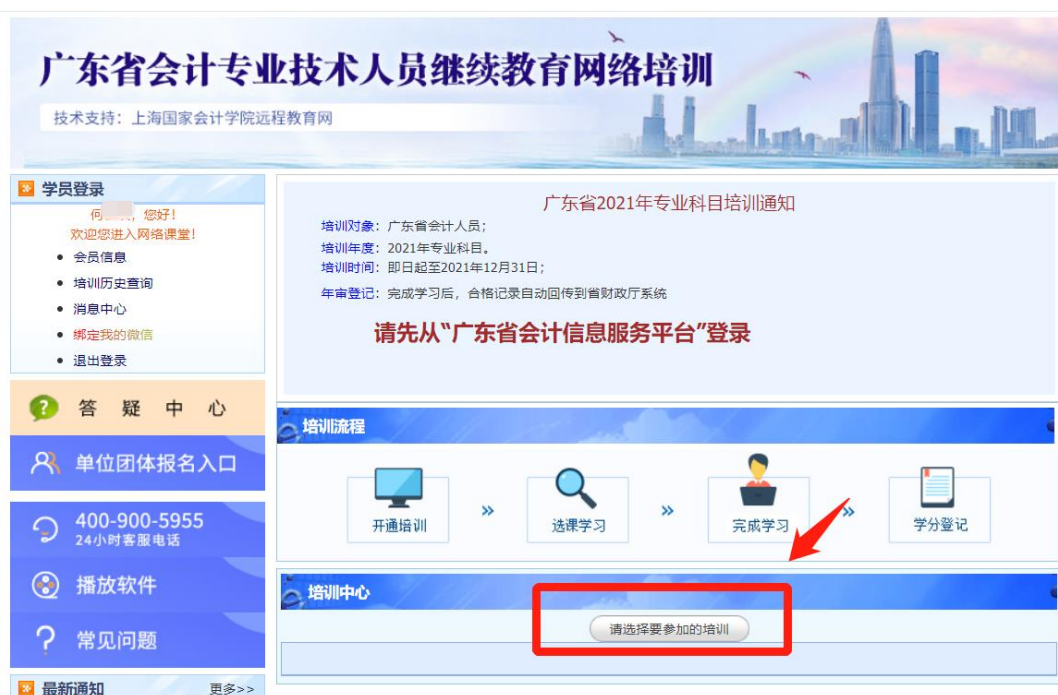 广东省会计专业技术人员继续教育网络培训
技术支持：上海国家会计学院远程教育网
学员登录
何 ，您好！
欢迎您进入网络课堂！
会员信息
培训历史查询
消息中心
绑定我的微信
退出登录
答 疑 中 心
单位团体报名入口
400-900-5955
24小时客服电话
播放软件
常见问题
最新通知 更多>>
广东省2021年专业科目培训通知
培训对象：广东省会计人员；
培训年度：2021年专业科目。
培训时间：即日起至2021年12月31日；
年审登记：完成学习后，合格记录自动回传到省财政厅系统
请先从“广东省会计信息服务平台”登录
培训流程
开通培训 » 选课学习 » 完成学习 » 学分登记
培训中心
请选择要参加的培训